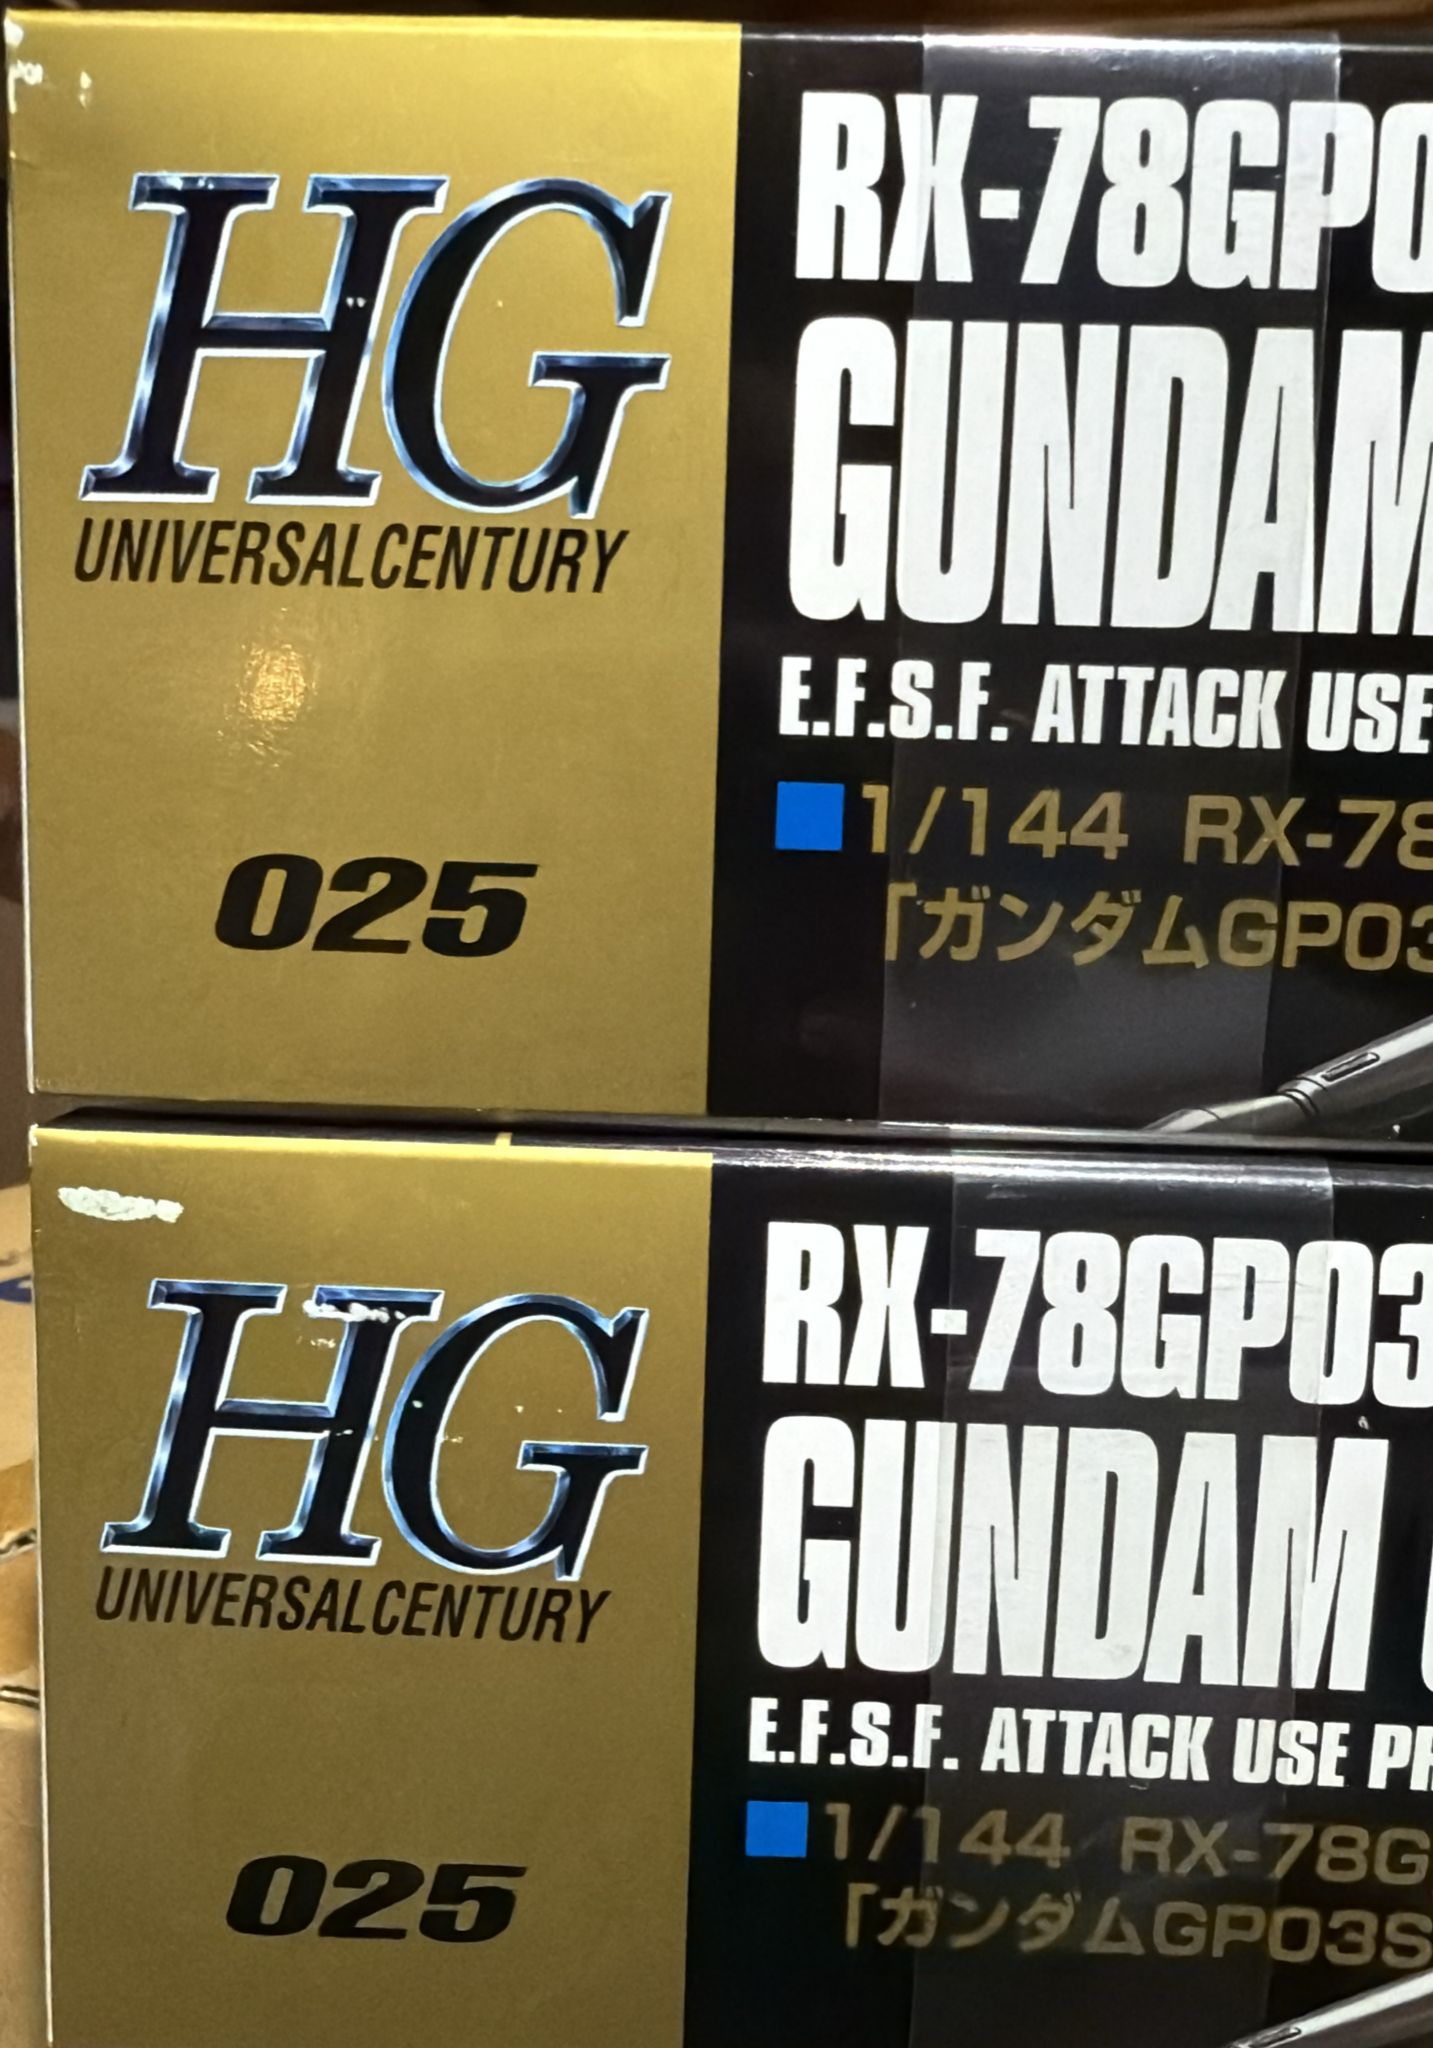 HG
UNIVERSAL CENTURY
025
RX-78GP0
GUNDAM
E.F.S.F. ATTACK USE
1/144 RX-78
「ガンダムGP03
HG
UNIVERSAL CENTURY
025
RX-78GP03
GUNDAM
E.F.S.F. ATTACK USE PR
1/144 RX-78G
「ガンダムGP03S